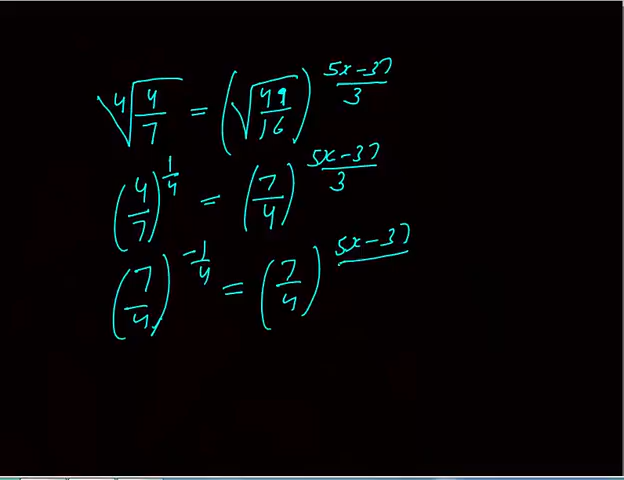 ∜(4/7) = (√(49/16))^((5x-37)/3)
(4/7)^(1/4) = (7/4)^((5x-37)/3)
(7/4)^(-1/4) = (7/4)^(5x-37)